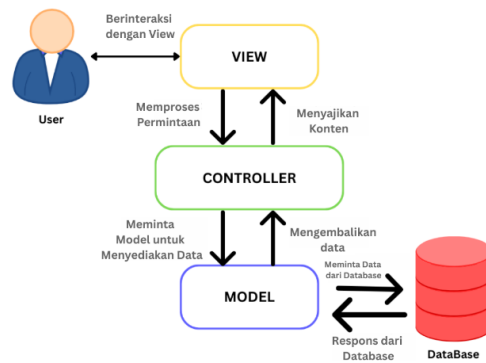 Berinteraksi
dengan View
VIEW
User
Memproses
Permintaan
Menyajikan
Konten
CONTROLLER
Meminta
Model untuk
Menyediakan Data
Mengembalikan
data
MODEL
Meminta Data
dari Database
Respons dari
Database
DataBase